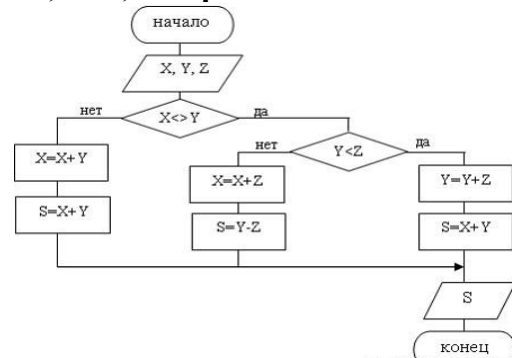 начало
X, Y, Z
нет
X<>Y
да
нет
Y<Z
да
X=X+Y
X=X+Z
Y=Y+Z
S=X+Y
S=Y-Z
S=X+Y
S
конец